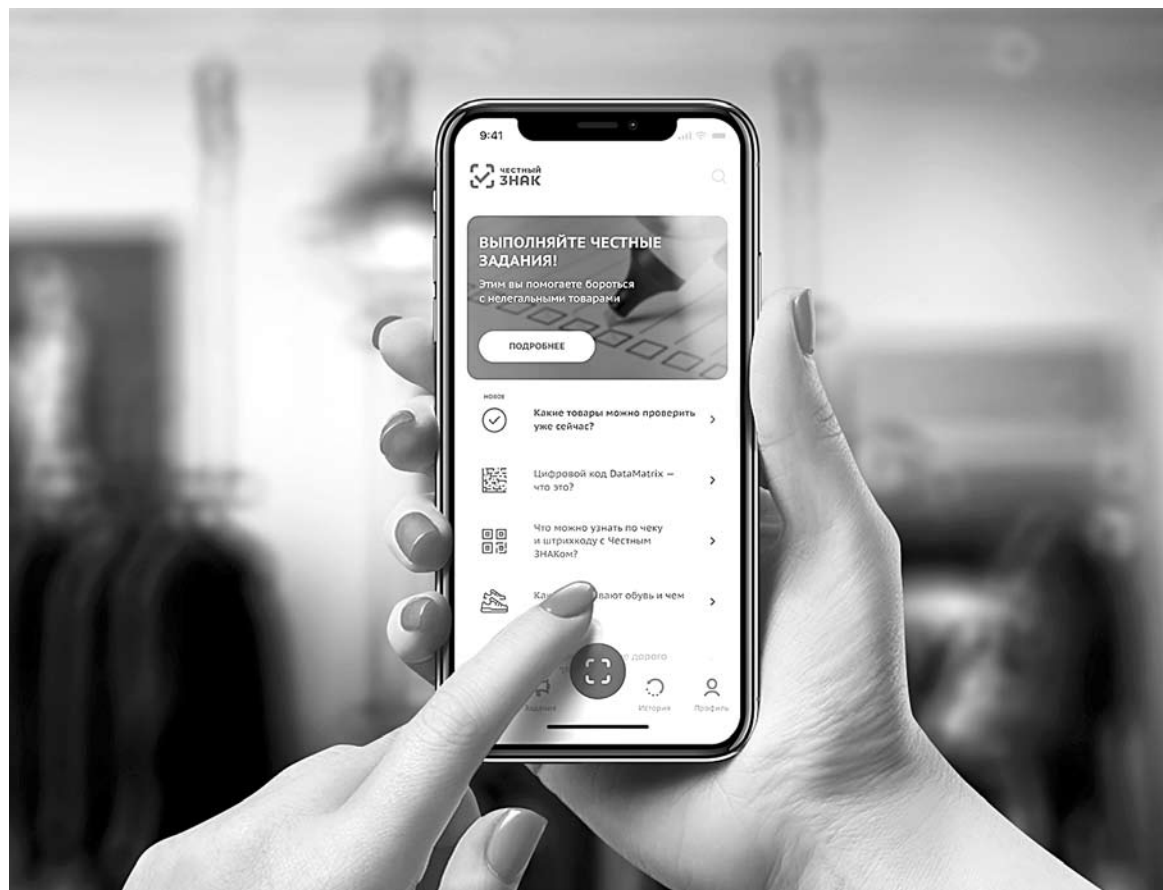 9:41
ЧЕСТНЫЙ
ЗНАК
ВЫПОЛНЯЙТЕ ЧЕСТНЫЕ
ЗАДАНИЯ!
Этим вы помогаете бороться
с нелегальными товарами
ПОДРОБНЕЕ
НОВОЕ
Какие товары можно проверить
уже сейчас?
Цифровой код DataMatrix —
что это?
Что можно узнать по чеку
и штрихкоду с Честным
ЗНАКом?
обувь и чем
дорого
Задания
История
Профиль